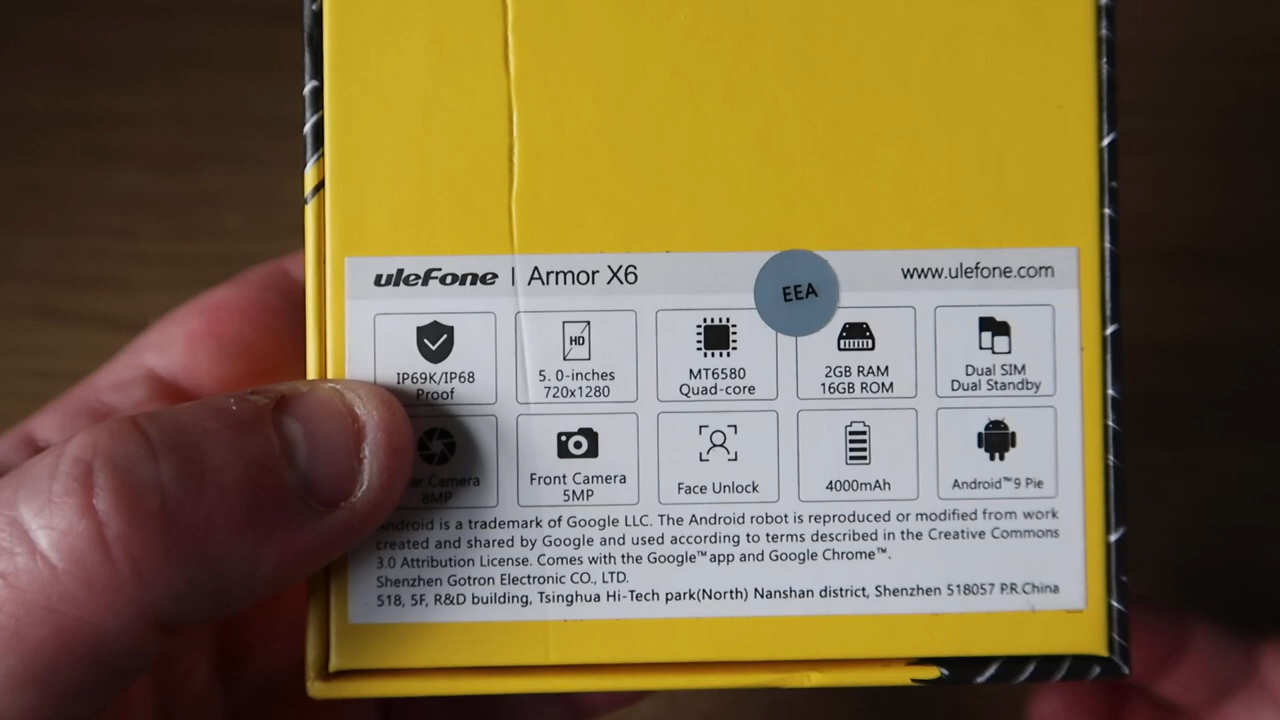 uleFone | Armor X6
EEA
www.ulefone.com
IP69K/IP68
Proof
HD
5. 0-inches
720x1280
MT6580
Quad-core
2GB RAM
16GB ROM
Dual SIM
Dual Standby
Camera
8MP
Front Camera
5MP
Face Unlock
4000mAh
Android™9 Pie
Android is a trademark of Google LLC. The Android robot is reproduced or modified from work
created and shared by Google and used according to terms described in the Creative Commons
3.0 Attribution License. Comes with the Google™app and Google Chrome™.
Shenzhen Gotron Electronic CO., LTD.
518, 5F, R&D building, Tsinghua Hi-Tech park(North) Nanshan district, Shenzhen 518057 P.R.China